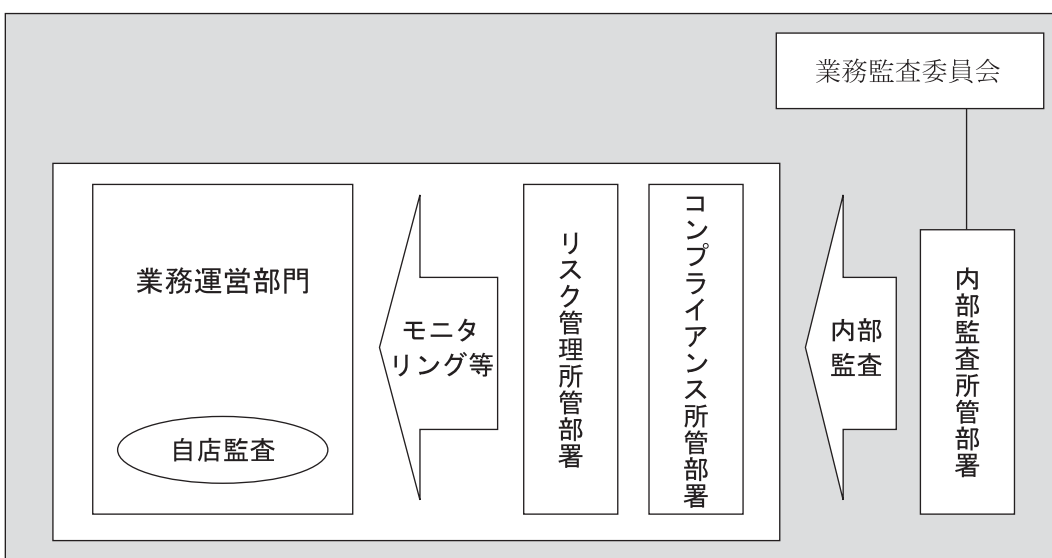 業務監査委員会
業務運営部門
自店監査
モニタ
リング等
リスク管理所管部署
コンプライアンス所管部署
内部
監査
内部監査所管部署